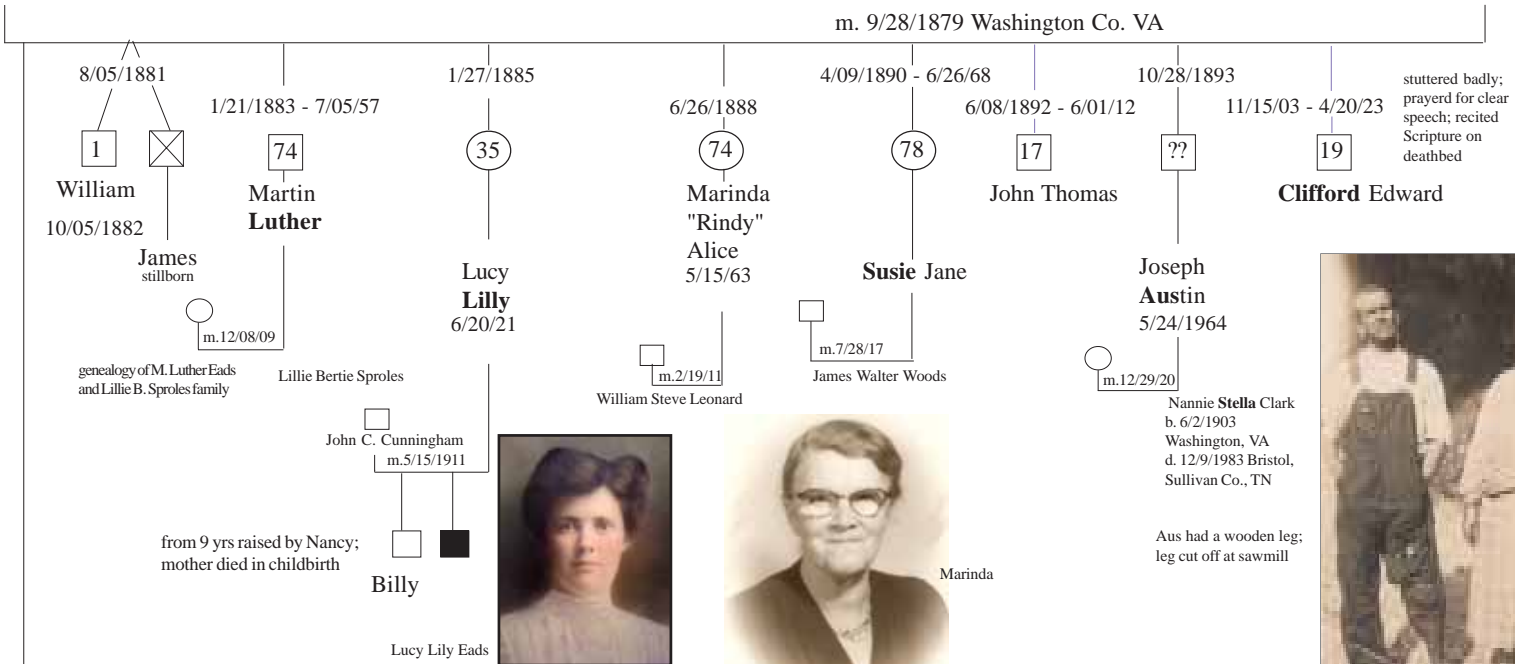 m. 9/28/1879 Washington Co. VA
8/05/1881
1
William
10/05/1882
James
stillborn
1/21/1883 - 7/05/57
74
Martin
Luther
m.12/08/09
genealogy of M. Luther Eads
and Lillie B. Sproles family
Lillie Bertie Sproles
1/27/1885
35
Lucy
Lilly
6/20/21
John C. Cunningham
m.5/15/1911
from 9 yrs raised by Nancy;
mother died in childbirth
Billy
Lucy Lily Eads
6/26/1888
74
Marinda
"Rindy"
Alice
5/15/63
m.2/19/11
William Steve Leonard
Marinda
4/09/1890 - 6/26/68
78
Susie Jane
m.7/28/17
James Walter Woods
6/08/1892 - 6/01/12
17
John Thomas
10/28/1893
??
Joseph
Austin
5/24/1964
m.12/29/20
Nannie Stella Clark
b. 6/2/1903
Washington, VA
d. 12/9/1983 Bristol,
Sullivan Co., TN
Aus had a wooden leg;
leg cut off at sawmill
11/15/03 - 4/20/23
19
Clifford Edward
stuttered badly;
prayerd for clear
speech; recited
Scripture on
deathbed